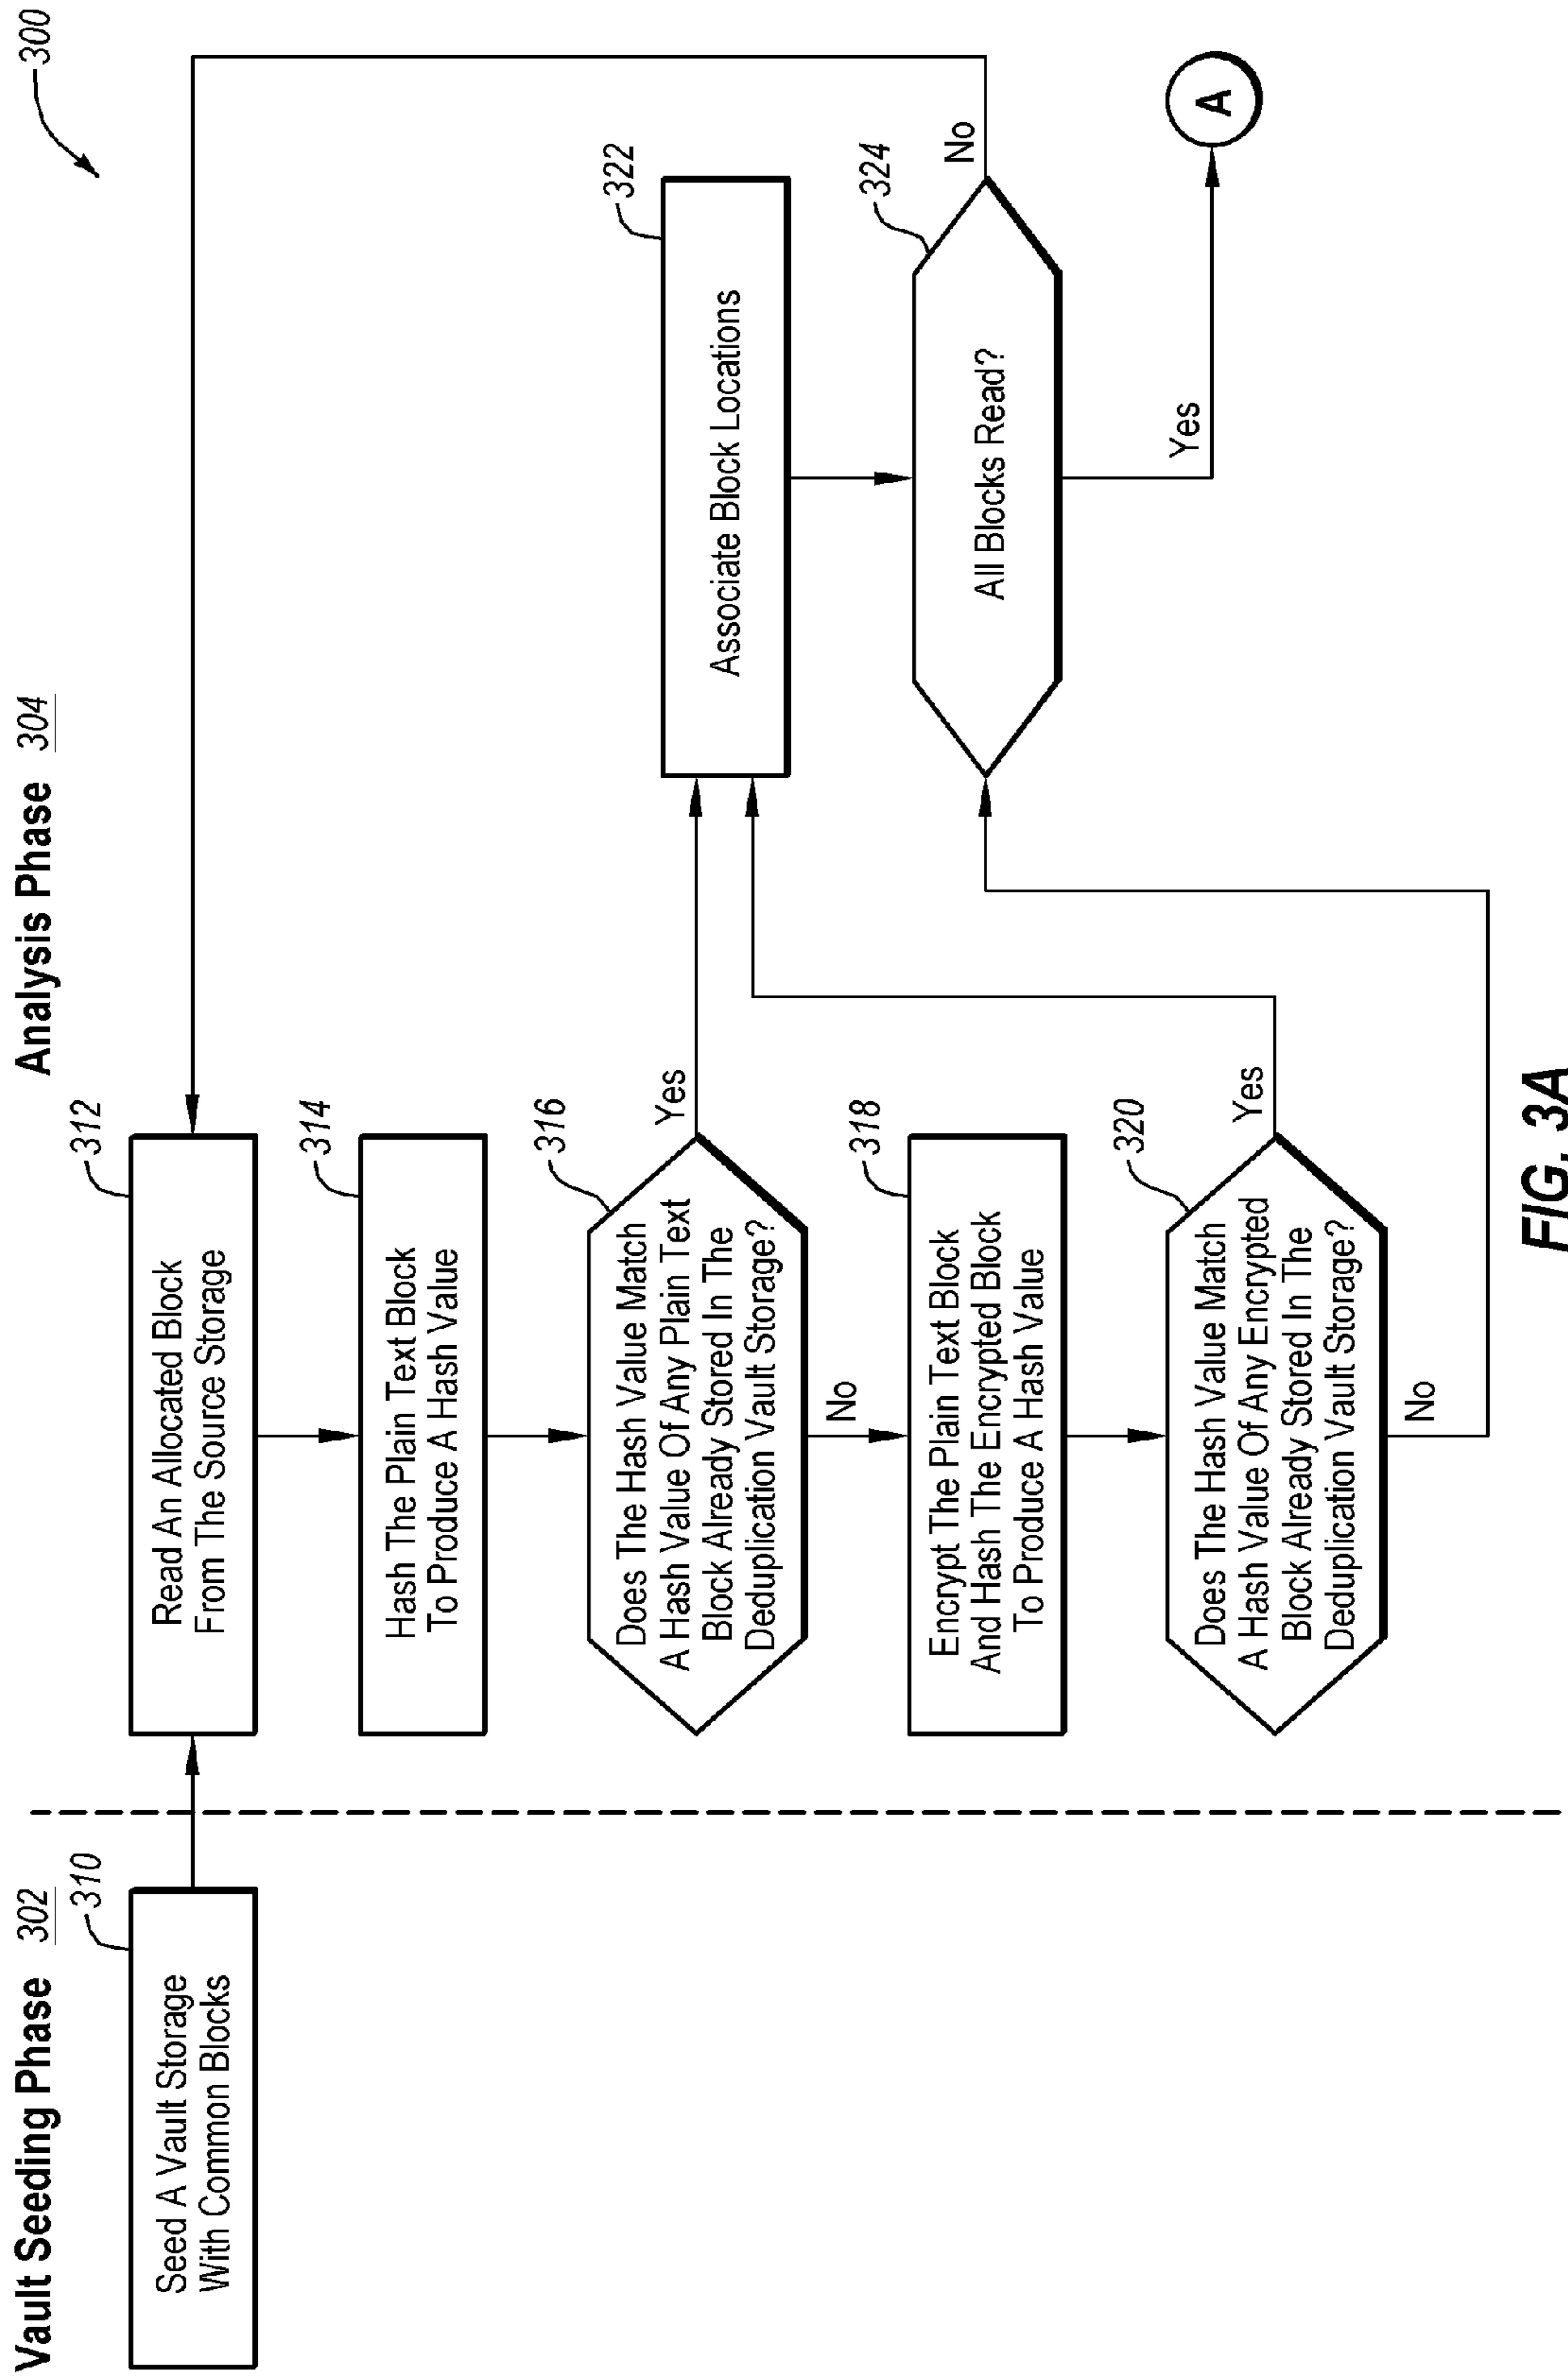 300
Vault Seeding Phase 302
Analysis Phase 304
310
Seed A Vault Storage
With Common Blocks
312
Read An Allocated Block
From The Source Storage
314
Hash The Plain Text Block
To Produce A Hash Value
316
Does The Hash Value Match
A Hash Value Of Any Plain Text
Block Already Stored In The
Deduplication Vault Storage?
Yes
No
318
Encrypt The Plain Text Block
And Hash The Encrypted Block
To Produce A Hash Value
320
Does The Hash Value Match
A Hash Value Of Any Encrypted
Block Already Stored In The
Deduplication Vault Storage?
Yes
No
322
Associate Block Locations
324
All Blocks Read?
No
Yes
A
FIG. 3A